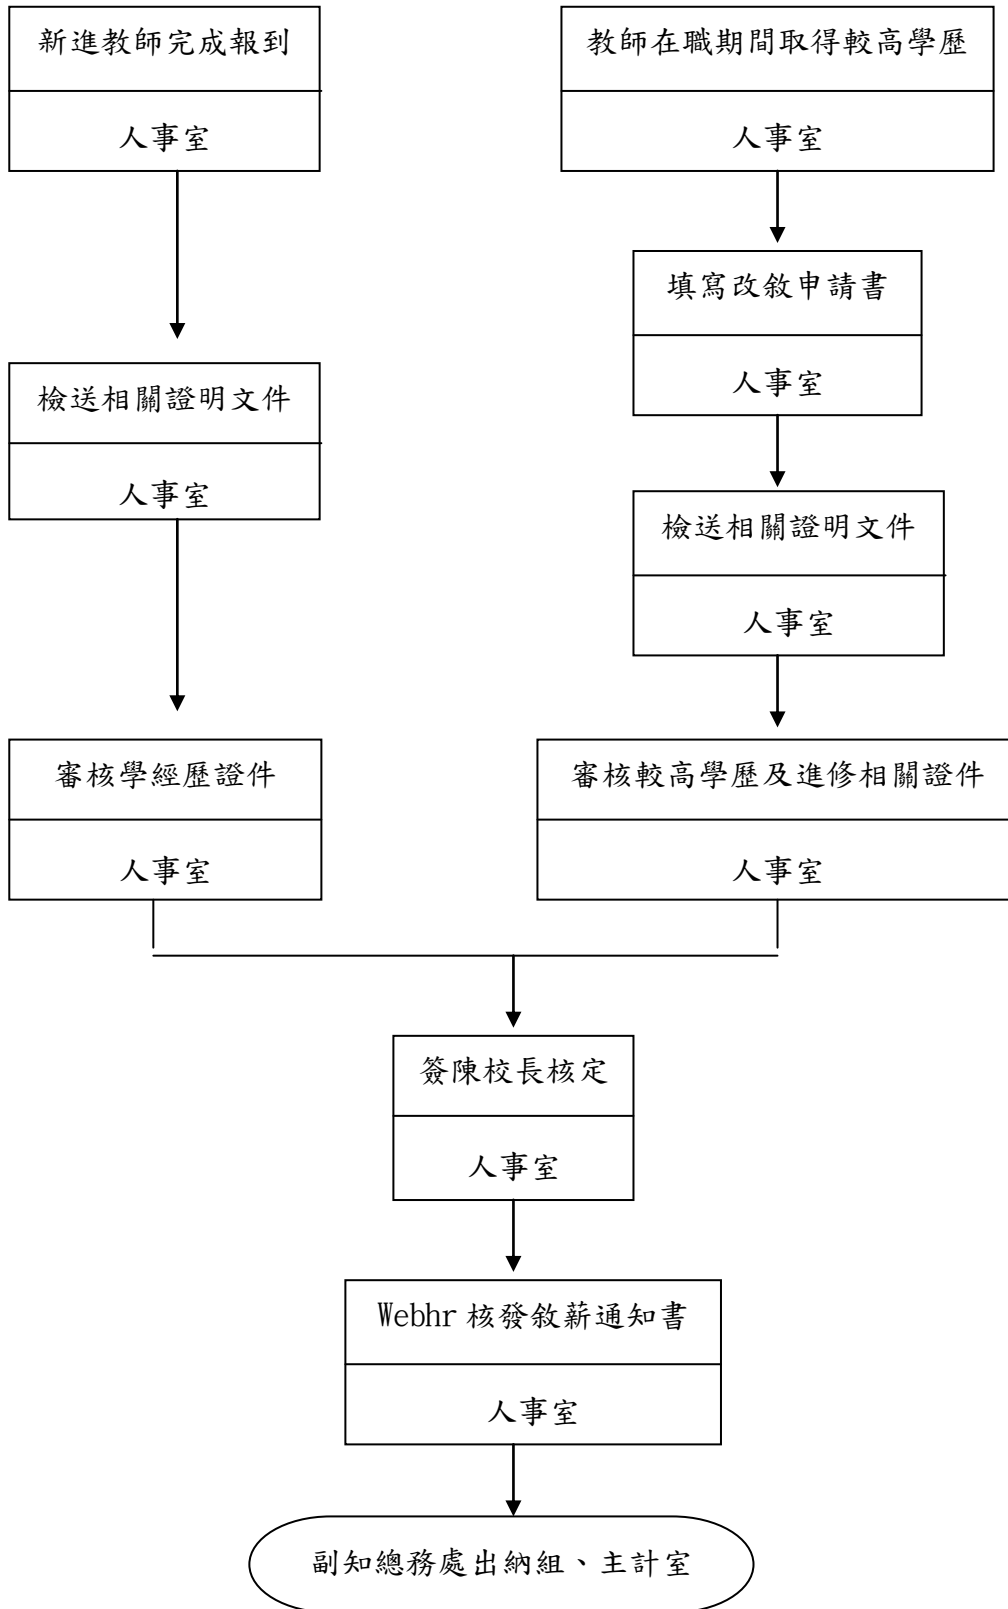 新進教師完成報到
人事室
教師在職期間取得較高學歷
人事室
填寫改敘申請書
人事室
檢送相關證明文件
人事室
檢送相關證明文件
人事室
審核學經歷證件
人事室
審核較高學歷及進修相關證件
人事室
簽陳校長核定
人事室
Webhr 核發敘薪通知書
人事室
副知總務處出納組、主計室